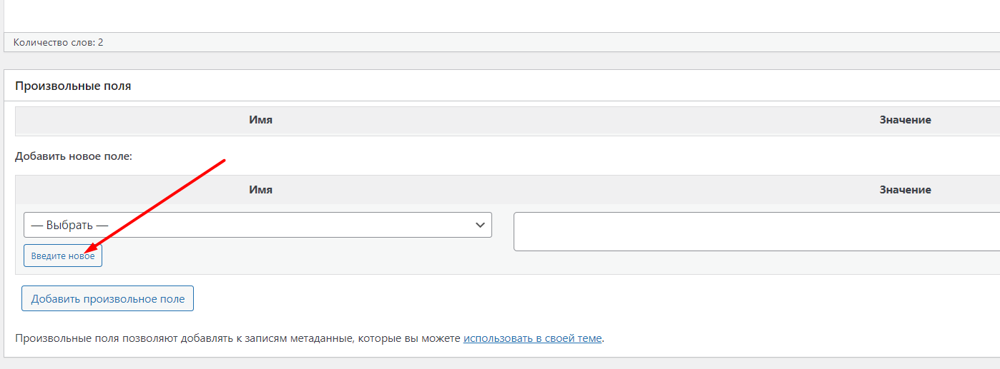 Количество слов: 2
Произвольные поля
Имя Значение
Добавить новое поле:
Имя Значение
— Выбрать —
Введите новое
Добавить произвольное поле
Произвольные поля позволяют добавлять к записям метаданные, которые вы можете использовать в своей теме.